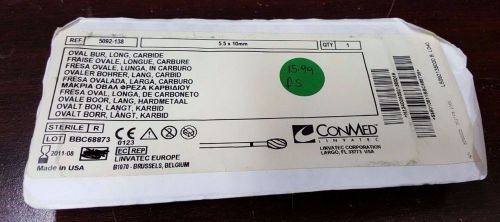 REF 5092-138 5.5 x 10mm QTY 1
OVAL BUR, LONG, CARBIDE
FRAISE OVALE, LONGUE, CARBURE
FRESA OVALE, LUNGA, IN CARBURO
OVALER BOHRER, LANG, CARBID
FRESA OVALADA, LARGA, CARBURO
ΜΑΚΡΙΑ ΟΒΑΛ ΦΡΕΖΑ ΚΑΡΒΙΔΙΟΥ
FRESA OVAL, LONGA, DE CARBONETO
OVALE BOOR, LANG, HARDMETAAL
OVALT BOR, LANGT, KARBID
OVALT BORR, LÅNGT, KARBID
15.99
STERILE R
LOT BBC68873
2011-08
Made in USA
0123
EC REP
LINVATEC EUROPE
B1070 - BRUSSELS, BELGIUM
CONMED
LINVATEC
LINVATEC CORPORATION
LARGO, FL 33773 USA